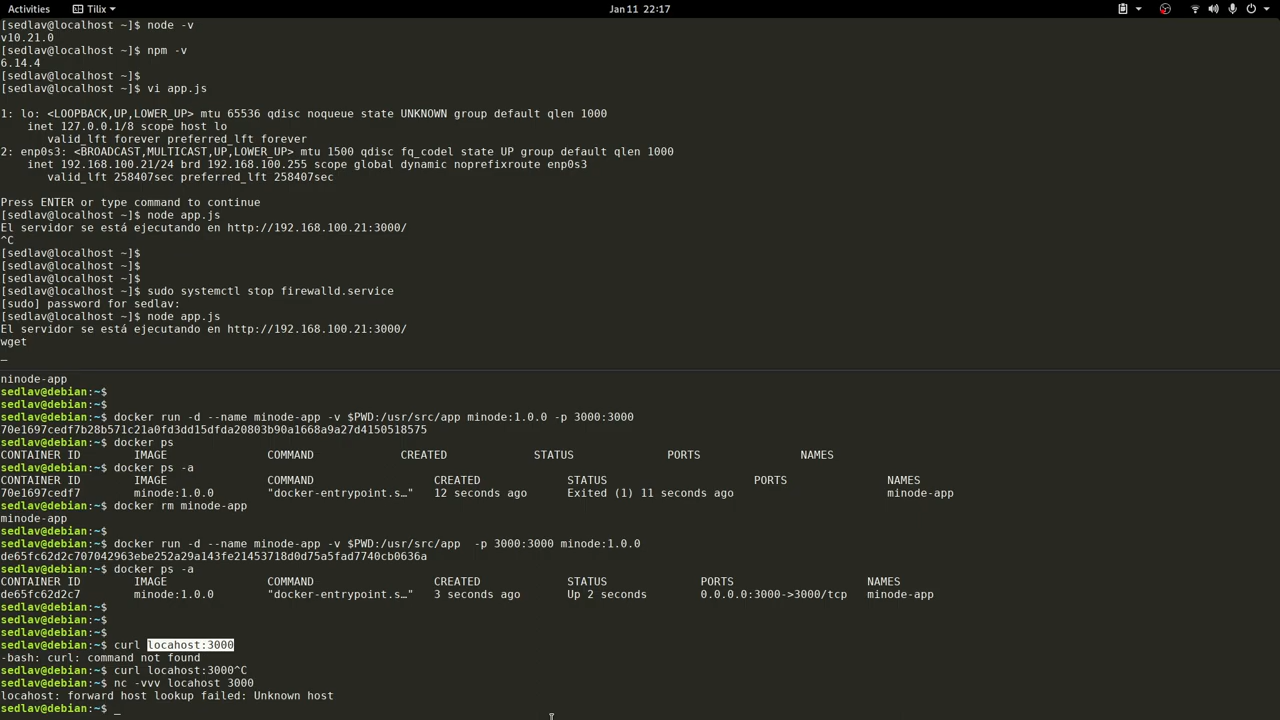 Activities Tilix Jan 11 22:17
[sedlav@localhost ~]$ node -v
v10.21.0
[sedlav@localhost ~]$ npm -v
6.14.4
[sedlav@localhost ~]$
[sedlav@localhost ~]$ vi app.js
1: lo: <LOOPBACK,UP,LOWER_UP> mtu 65536 qdisc noqueue state UNKNOWN group default qlen 1000
inet 127.0.0.1/8 scope host lo
valid_lft forever preferred_lft forever
2: enp0s3: <BROADCAST,MULTICAST,UP,LOWER_UP> mtu 1500 qdisc fq_codel state UP group default qlen 1000
inet 192.168.100.21/24 brd 192.168.100.255 scope global dynamic noprefixroute enp0s3
valid_lft 258407sec preferred_lft 258407sec
Press ENTER or type command to continue
[sedlav@localhost ~]$ node app.js
El servidor se está ejecutando en http://192.168.100.21:3000/
^C
[sedlav@localhost ~]$
[sedlav@localhost ~]$
[sedlav@localhost ~]$
[sedlav@localhost ~]$ sudo systemctl stop firewalld.service
[sudo] password for sedlav:
[sedlav@localhost ~]$ node app.js
El servidor se está ejecutando en http://192.168.100.21:3000/
wget
_
ninode-app
sedlav@debian:~$
sedlav@debian:~$
sedlav@debian:~$ docker run -d --name minode-app -v $PWD:/usr/src/app minode:1.0.0 -p 3000:3000
70e1697cedf7b28b571c21a0fd3dd15dfda20803b90a1668a9a27d4150518575
sedlav@debian:~$ docker ps
CONTAINER ID IMAGE COMMAND CREATED STATUS PORTS NAMES
sedlav@debian:~$ docker ps -a
CONTAINER ID IMAGE COMMAND CREATED STATUS PORTS NAMES
70e1697cedf7 minode:1.0.0 "docker-entrypoint.s…" 12 seconds ago Exited (1) 11 seconds ago minode-app
sedlav@debian:~$ docker rm minode-app
minode-app
sedlav@debian:~$
sedlav@debian:~$ docker run -d --name minode-app -v $PWD:/usr/src/app  -p 3000:3000 minode:1.0.0
de65fc62d2c707042963ebe252a29a143fe21453718d0d75a5fad7740cb0636a
sedlav@debian:~$ docker ps -a
CONTAINER ID IMAGE COMMAND CREATED STATUS PORTS NAMES
de65fc62d2c7 minode:1.0.0 "docker-entrypoint.s…" 3 seconds ago Up 2 seconds 0.0.0.0:3000->3000/tcp minode-app
sedlav@debian:~$
sedlav@debian:~$
sedlav@debian:~$
sedlav@debian:~$ curl locahost:3000
-bash: curl: command not found
sedlav@debian:~$ curl locahost:3000^C
sedlav@debian:~$ nc -vvv locahost 3000
locahost: forward host lookup failed: Unknown host
sedlav@debian:~$ _